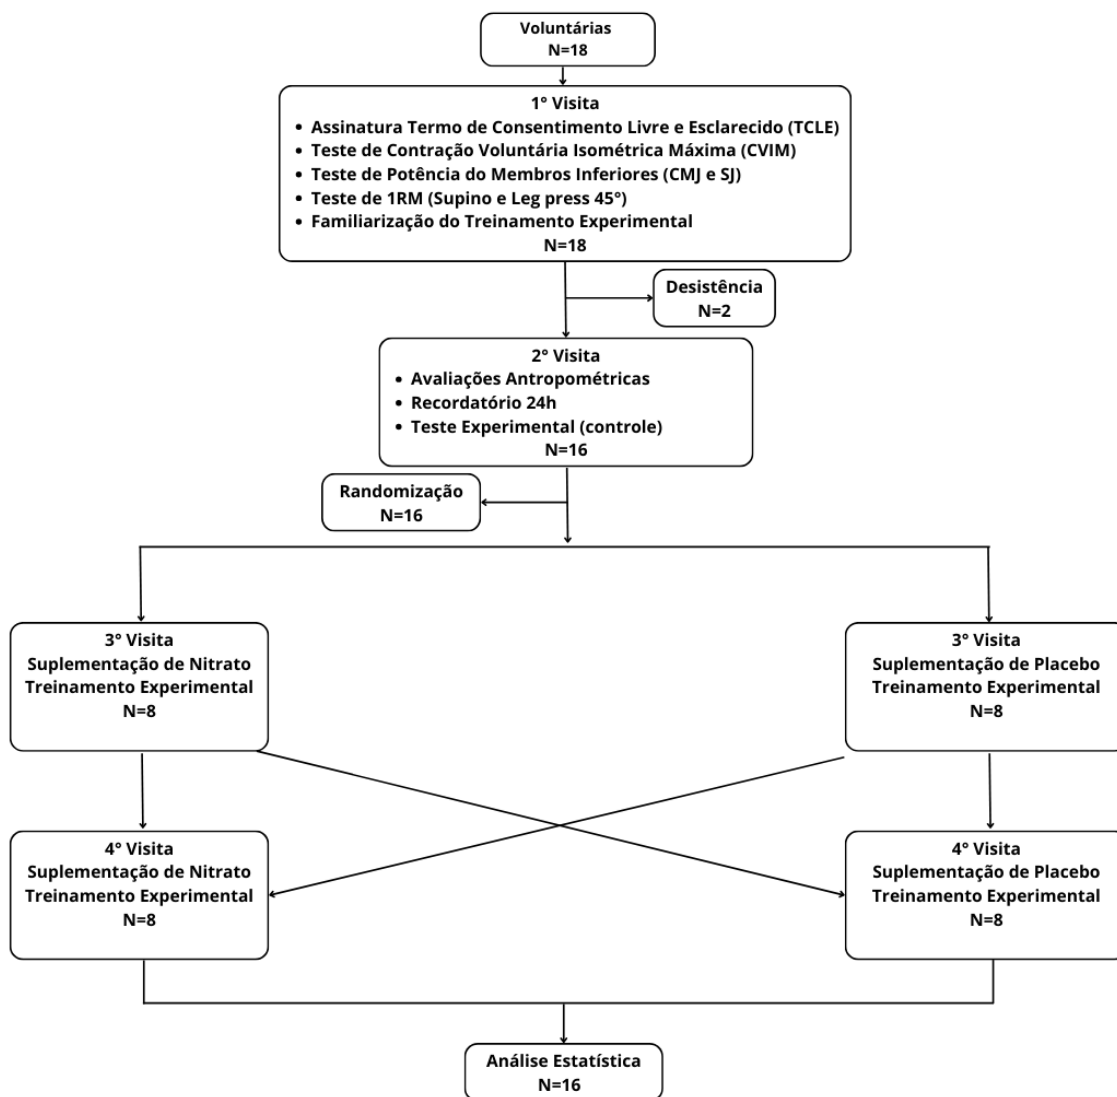 Voluntárias
N=18
1° Visita
• Assinatura Termo de Consentimento Livre e Esclarecido (TCLE)
• Teste de Contração Voluntária Isométrica Máxima (CVIM)
• Teste de Potência do Membros Inferiores (CMJ e SJ)
• Teste de 1RM (Supino e Leg press 45°)
• Familiarização do Treinamento Experimental
N=18
Desistência
N=2
2° Visita
• Avaliações Antropométricas
• Recordatório 24h
• Teste Experimental (controle)
N=16
Randomização
N=16
3° Visita
Suplementação de Nitrato
Treinamento Experimental
N=8
3° Visita
Suplementação de Placebo
Treinamento Experimental
N=8
4° Visita
Suplementação de Nitrato
Treinamento Experimental
N=8
4° Visita
Suplementação de Placebo
Treinamento Experimental
N=8
Análise Estatística
N=16